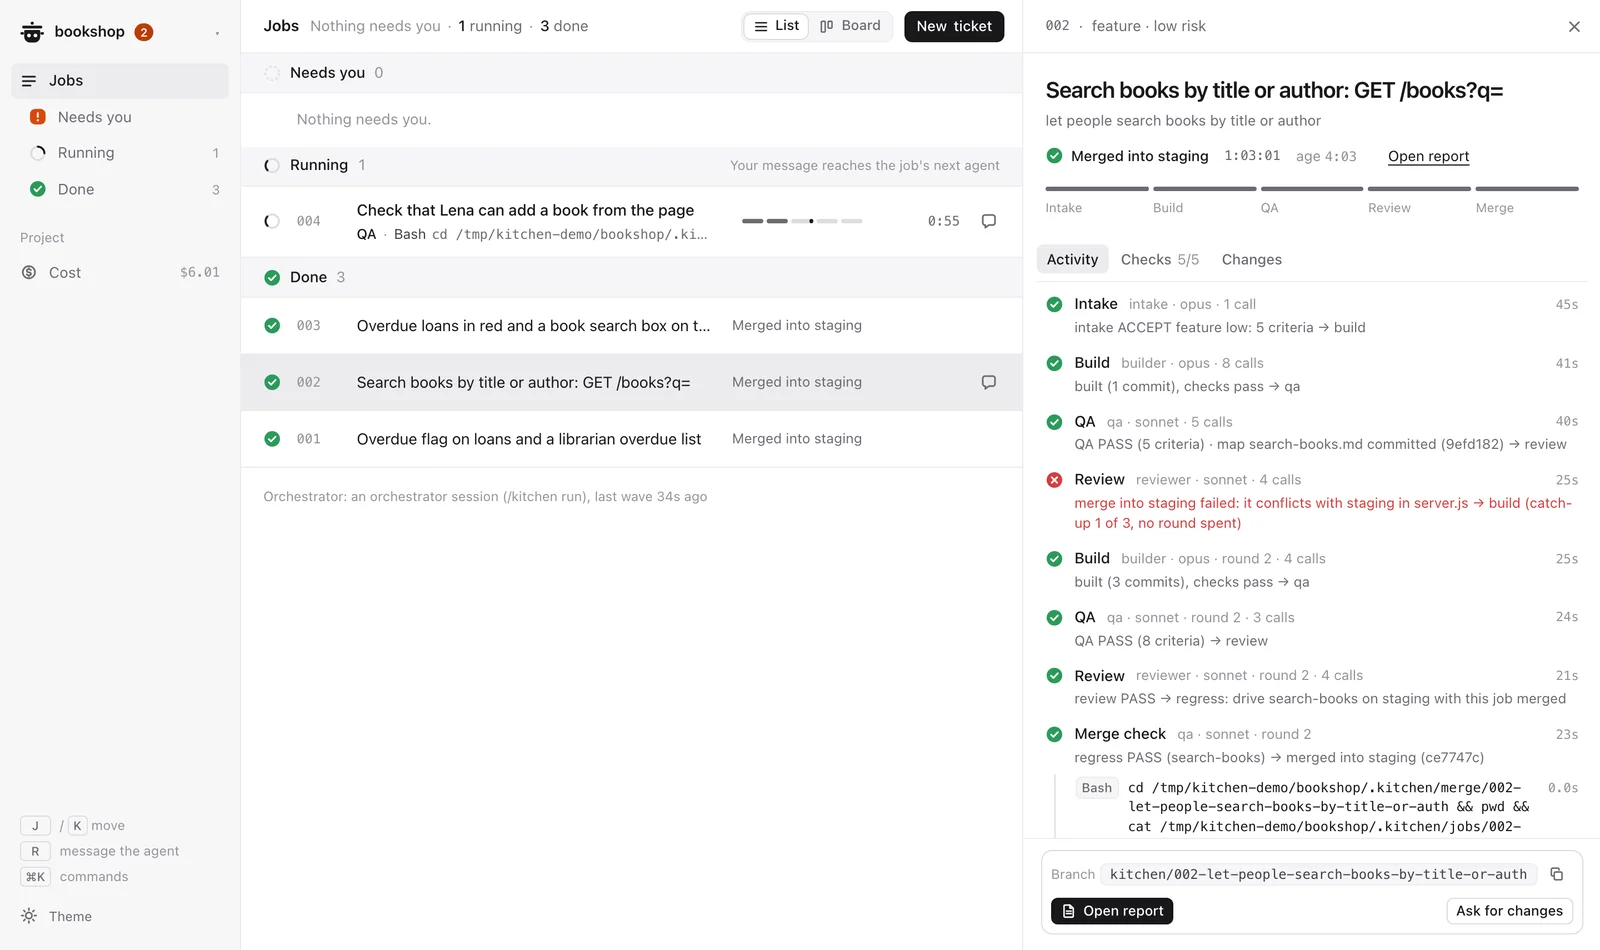 bookshop 2
Jobs
Needs you
Running 1
Done 3
Project
Cost $6.01
J / K move
R message the agent
⌘K commands
Theme
Jobs Nothing needs you · 1 running · 3 done
List Board New ticket
Needs you 0
Nothing needs you.
Running 1 Your message reaches the job's next agent
004 Check that Lena can add a book from the page 0:55
QA · Bash cd /tmp/kitchen-demo/bookshop/.ki...
Done 3
003 Overdue loans in red and a book search box on t... Merged into staging
002 Search books by title or author: GET /books?q= Merged into staging
001 Overdue flag on loans and a librarian overdue list Merged into staging
Orchestrator: an orchestrator session (/kitchen run), last wave 34s ago
002 · feature · low risk
Search books by title or author: GET /books?q=
let people search books by title or author
Merged into staging 1:03:01 age 4:03 Open report
Intake Build QA Review Merge
Activity Checks 5/5 Changes
Intake intake · opus · 1 call 45s
intake ACCEPT feature low: 5 criteria → build
Build builder · opus · 8 calls 41s
built (1 commit), checks pass → qa
QA qa · sonnet · 5 calls 40s
QA PASS (5 criteria) · map search-books.md committed (9efd182) → review
Review reviewer · sonnet · 4 calls 25s
merge into staging failed: it conflicts with staging in server.js → build (catch-
up 1 of 3, no round spent)
Build builder · opus · round 2 · 4 calls 25s
built (3 commits), checks pass → qa
QA qa · sonnet · round 2 · 3 calls 24s
QA PASS (8 criteria) → review
Review reviewer · sonnet · round 2 · 4 calls 21s
review PASS → regress: drive search-books on staging with this job merged
Merge check qa · sonnet · round 2 23s
regress PASS (search-books) → merged into staging (ce7747c)
Bash cd /tmp/kitchen-demo/bookshop/.kitchen/merge/002- 0.0s
let-people-search-books-by-title-or-auth && pwd &&
cat /tmp/kitchen-demo/bookshop/.kitchen/jobs/002-
Branch kitchen/002-let-people-search-books-by-title-or-auth
Open report Ask for changes